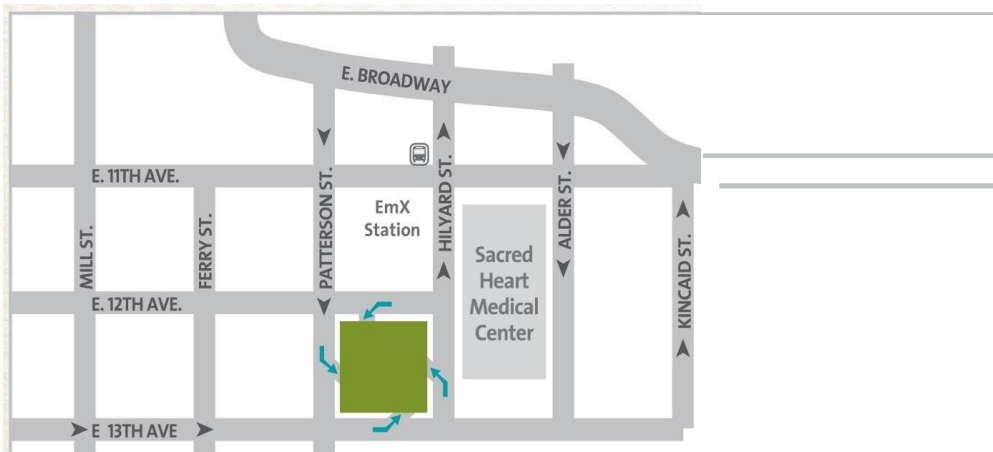 E. BROADWAY
E. 11TH AVE.
EmX
Station
MILL ST.
FERRY ST.
PATTERSON ST.
HILYARD ST.
ALDER ST.
KINCAID ST.
Sacred
Heart
Medical
Center
E. 12TH AVE.
E 13TH AVE